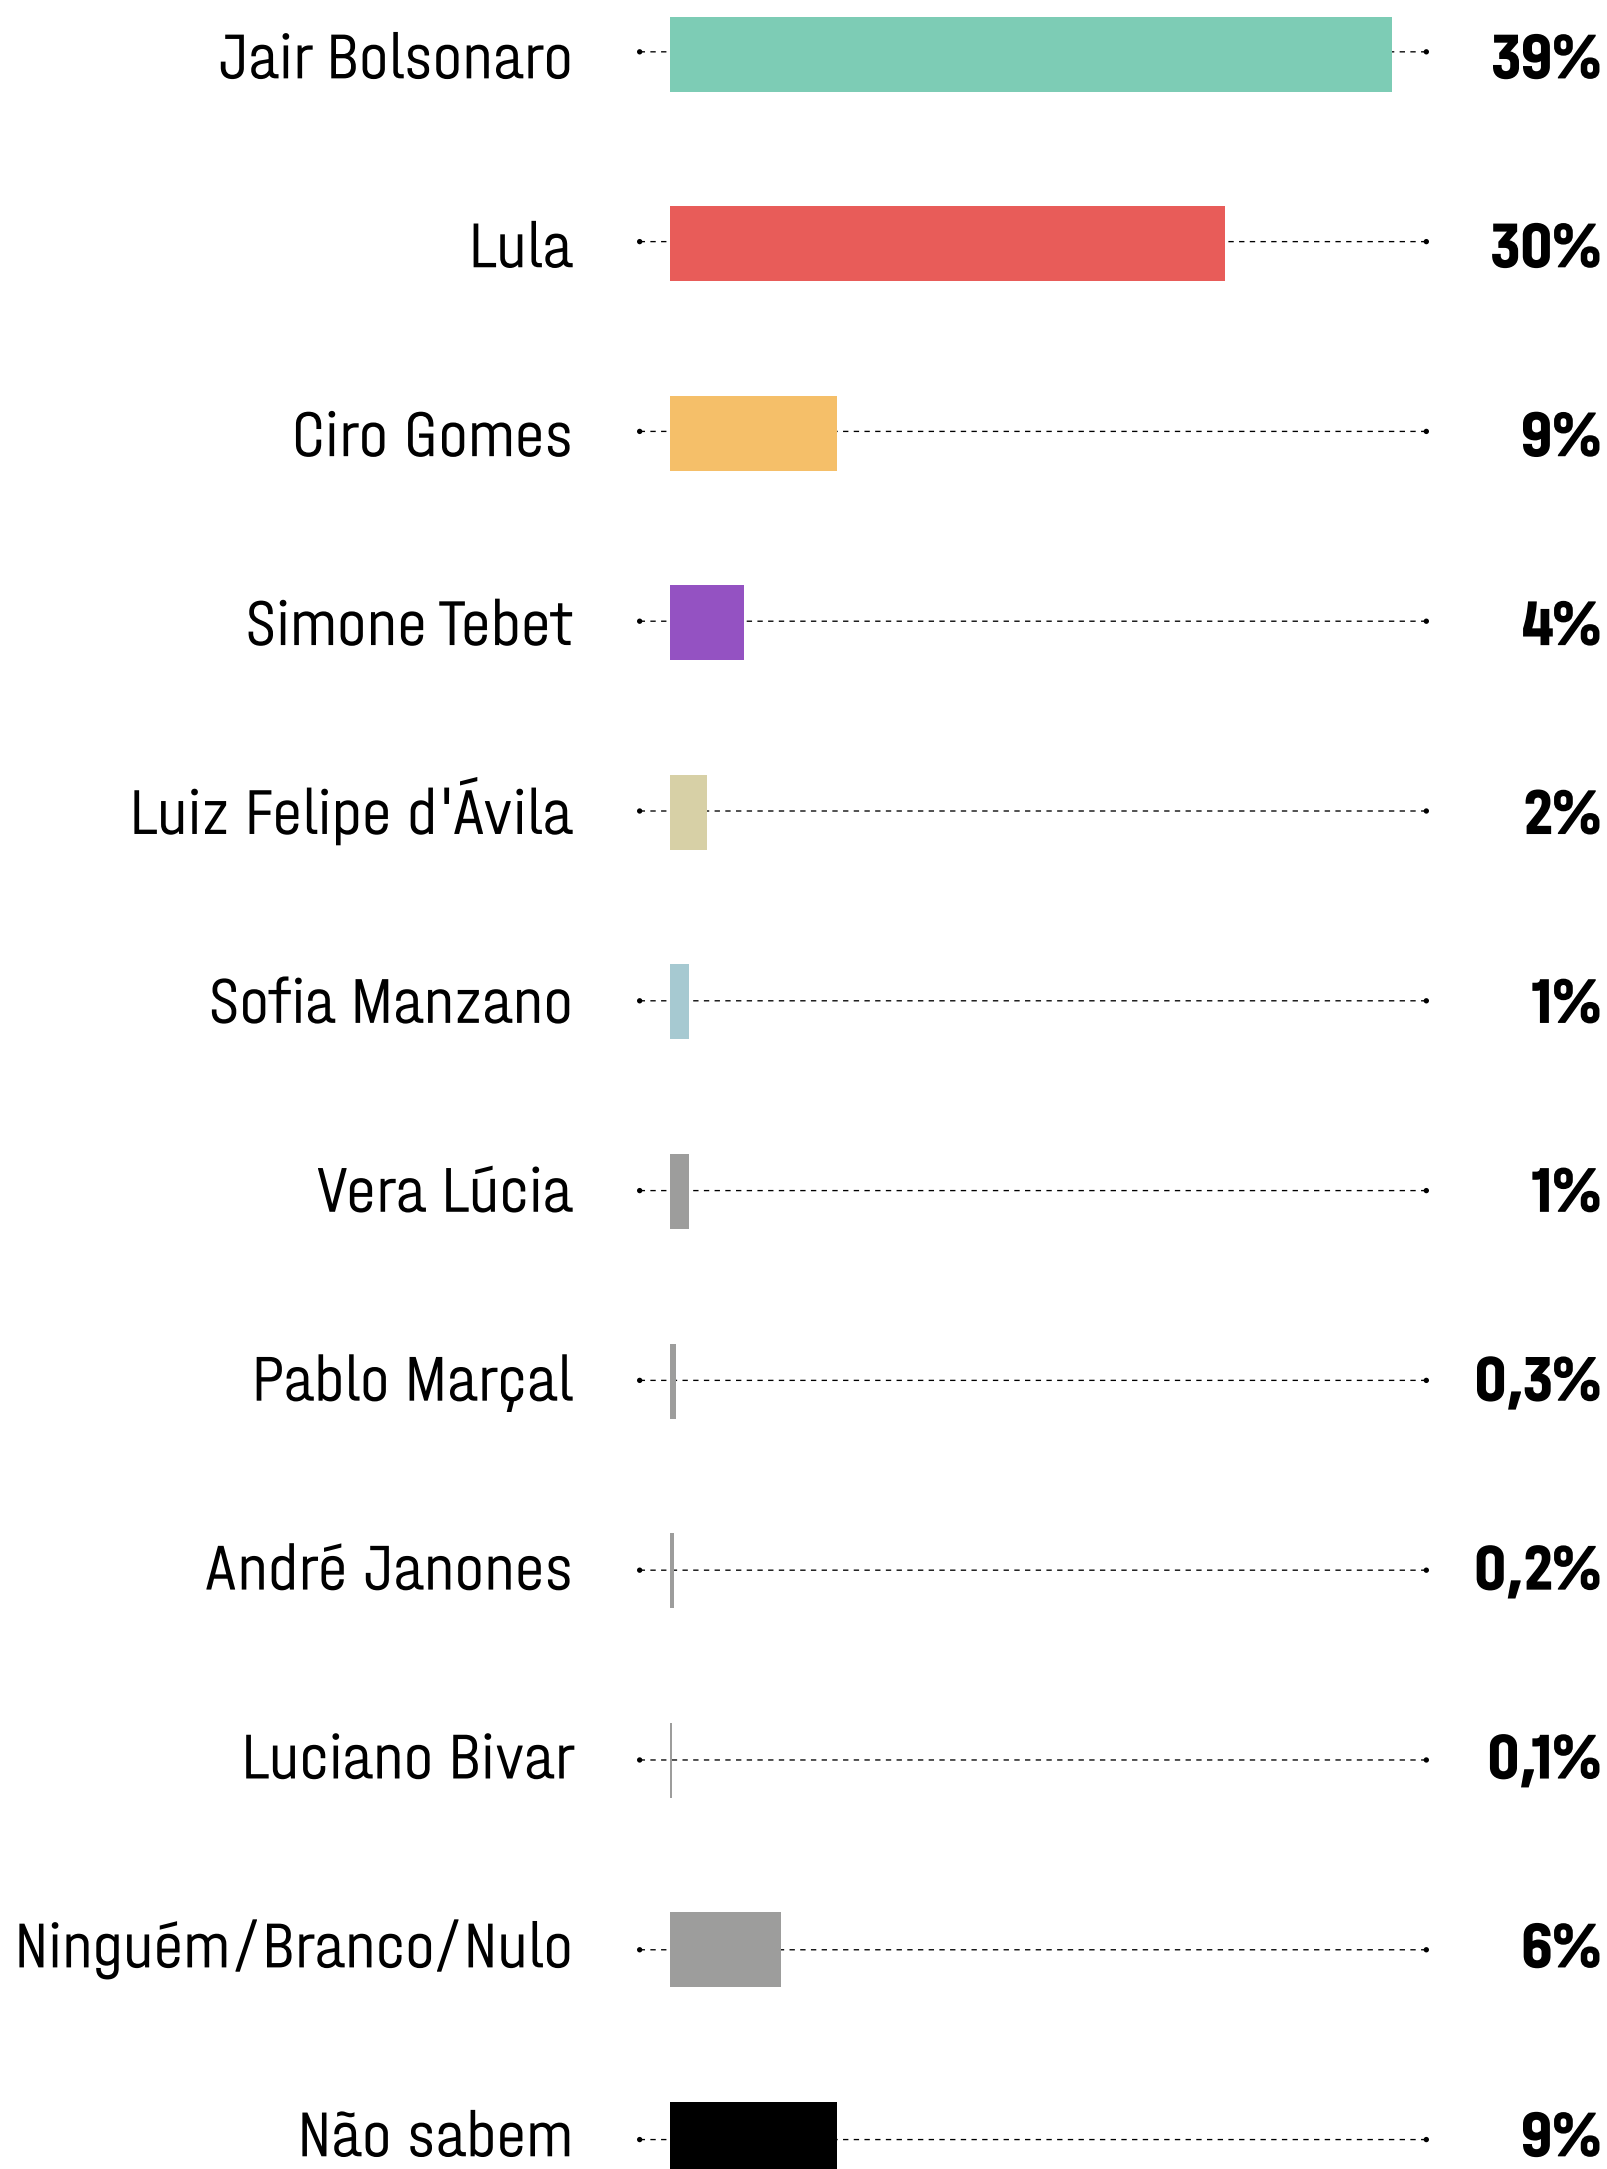 Jair Bolsonaro 39%
Lula 30%
Ciro Gomes 9%
Simone Tebet 4%
Luiz Felipe d'Ávila 2%
Sofia Manzano 1%
Vera Lúcia 1%
Pablo Marçal 0,3%
André Janones 0,2%
Luciano Bivar 0,1%
Ninguém/Branco/Nulo 6%
Não sabem 9%